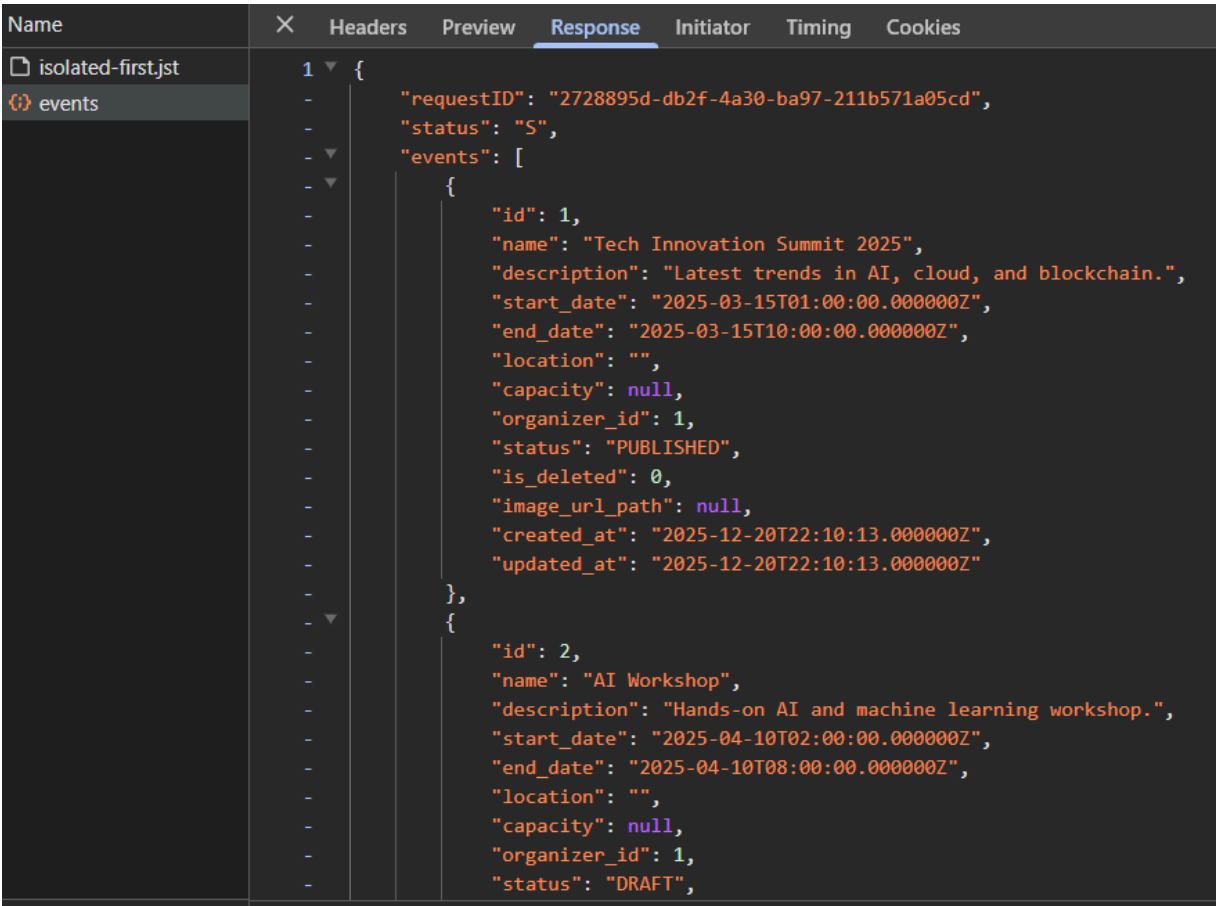 Name
isolated-first.jst
events
Headers Preview Response Initiator Timing Cookies
1 {
- "requestID": "2728895d-db2f-4a30-ba97-211b571a05cd",
- "status": "S",
- "events": [
- {
- "id": 1,
- "name": "Tech Innovation Summit 2025",
- "description": "Latest trends in AI, cloud, and blockchain.",
- "start_date": "2025-03-15T01:00:00.000000Z",
- "end_date": "2025-03-15T10:00:00.000000Z",
- "location": "",
- "capacity": null,
- "organizer_id": 1,
- "status": "PUBLISHED",
- "is_deleted": 0,
- "image_url_path": null,
- "created_at": "2025-12-20T22:10:13.000000Z",
- "updated_at": "2025-12-20T22:10:13.000000Z"
- },
- {
- "id": 2,
- "name": "AI Workshop",
- "description": "Hands-on AI and machine learning workshop.",
- "start_date": "2025-04-10T02:00:00.000000Z",
- "end_date": "2025-04-10T08:00:00.000000Z",
- "location": "",
- "capacity": null,
- "organizer_id": 1,
- "status": "DRAFT",